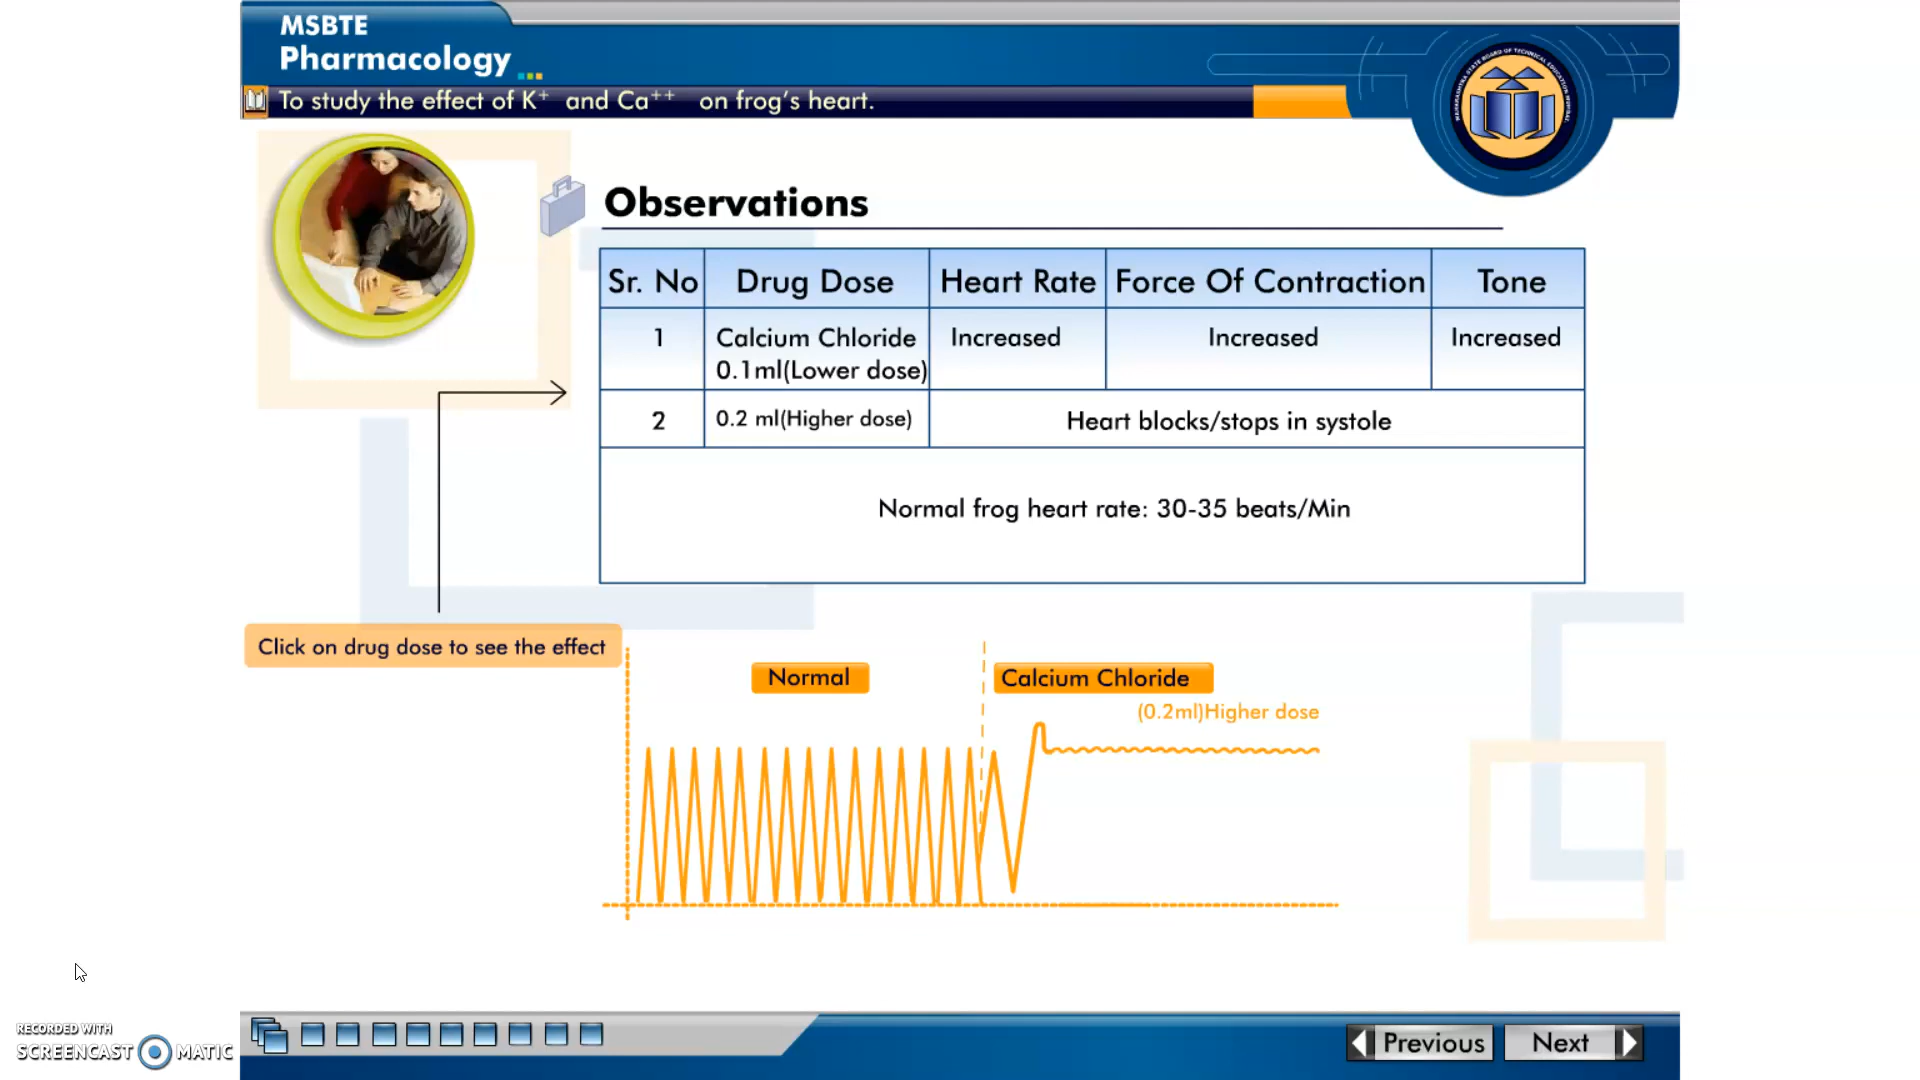 MSBTE
Pharmacology
To study the effect of K⁺ and Ca⁺⁺ on frog's heart.
Observations
Sr. No Drug Dose Heart Rate Force Of Contraction Tone
1 Calcium Chloride Increased Increased Increased
0.1ml(Lower dose)
2 0.2 ml(Higher dose) Heart blocks/stops in systole
Normal frog heart rate: 30-35 beats/Min
Click on drug dose to see the effect
Normal Calcium Chloride
(0.2ml)Higher dose
RECORDED WITH
SCREENCAST MATIC
Previous Next